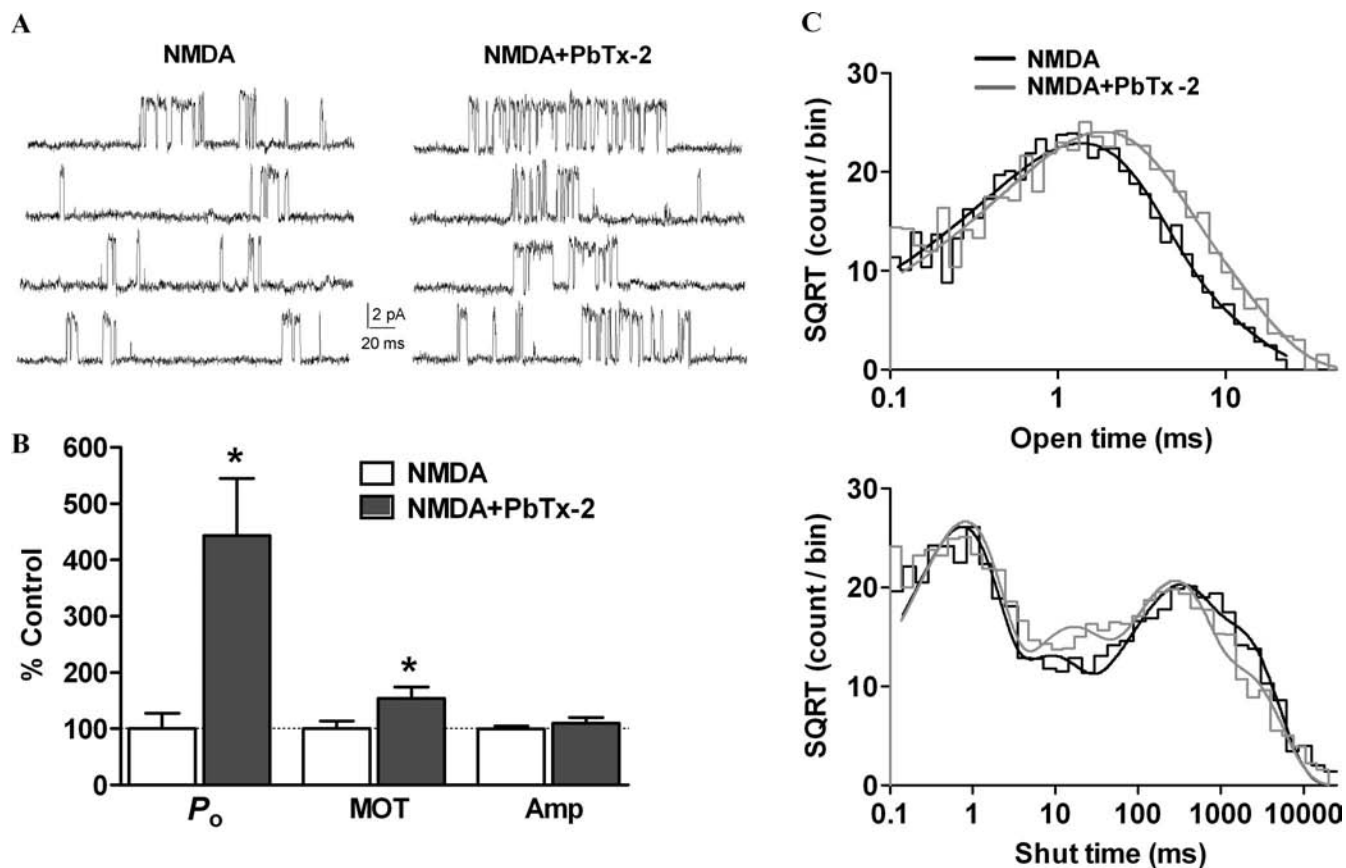 A
NMDA
NMDA+PbTx-2
2 pA
20 ms
B
600
500
400
300
200
100
0
% Control
*
*
NMDA
NMDA+PbTx-2
Po
MOT
Amp
C
NMDA
NMDA+PbTx-2
30
20
10
0
SQRT (count / bin)
0.1
1
10
Open time (ms)
30
20
10
0
SQRT (count / bin)
0.1
1
10
100
1000
10000
Shut time (ms)